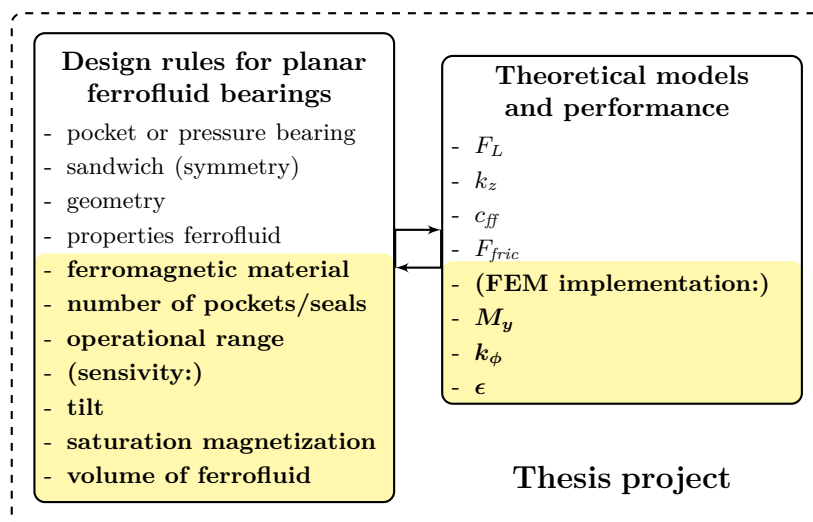 Design rules for planar
ferrofluid bearings
- pocket or pressure bearing
- sandwich (symmetry)
- geometry
- properties ferrofluid
- ferromagnetic material
- number of pockets/seals
- operational range
- (sensivity:)
- tilt
- saturation magnetization
- volume of ferrofluid
Theoretical models
and performance
- F_L
- k_z
- c_ff
- F_fric
- (FEM implementation:)
- M_y
- k_ϕ
- ϵ
Thesis project